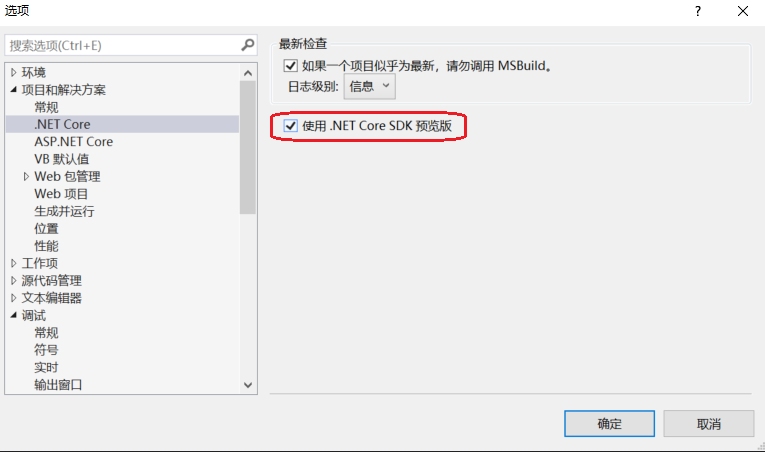 选项
?
搜索选项(Ctrl+E)
环境
项目和解决方案
常规
.NET Core
ASP.NET Core
VB 默认值
Web 包管理
Web 项目
生成并运行
位置
性能
工作项
源代码管理
文本编辑器
调试
常规
符号
实时
输出窗口
最新检查
如果一个项目似乎为最新，请勿调用 MSBuild。
日志级别: 信息
使用 .NET Core SDK 预览版
确定 取消